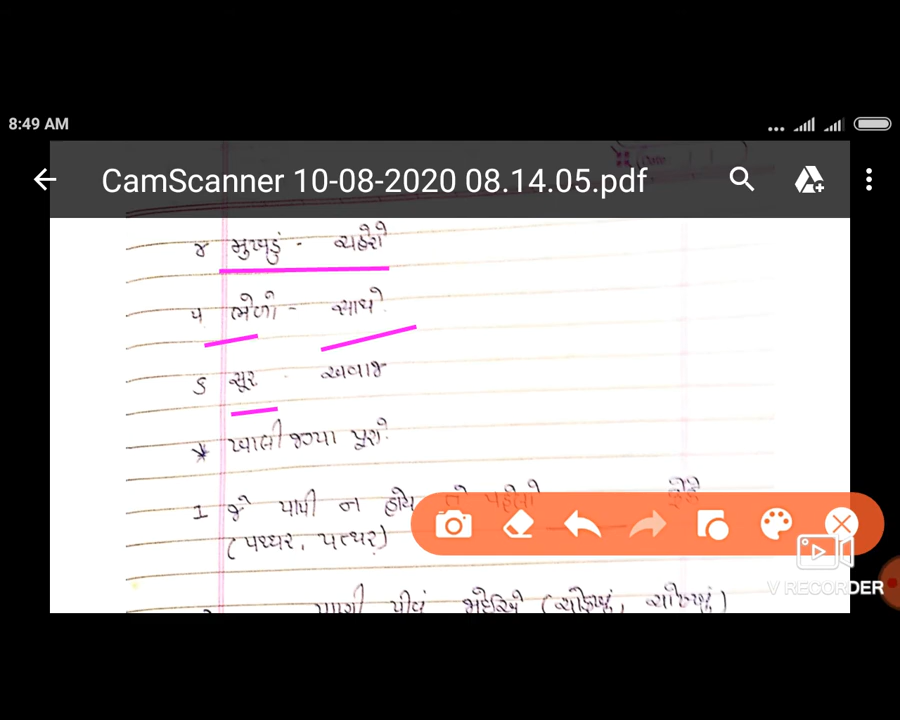 8:49 AM
CamScanner 10-08-2020 08.14.05.pdf
Date
૪ મુખડું - ચહેરો
૫ ભેળો - સાથે
૬ સૂર - અવાજ
* ખાલી જગ્યા પૂરો.
1 જે પાપી ન હોય તે પહેલો ફેંકે
(પથ્થર, પત્થર)
પાણી પીવું જોઈએ (ચોખ્ખું,
V RECORDER